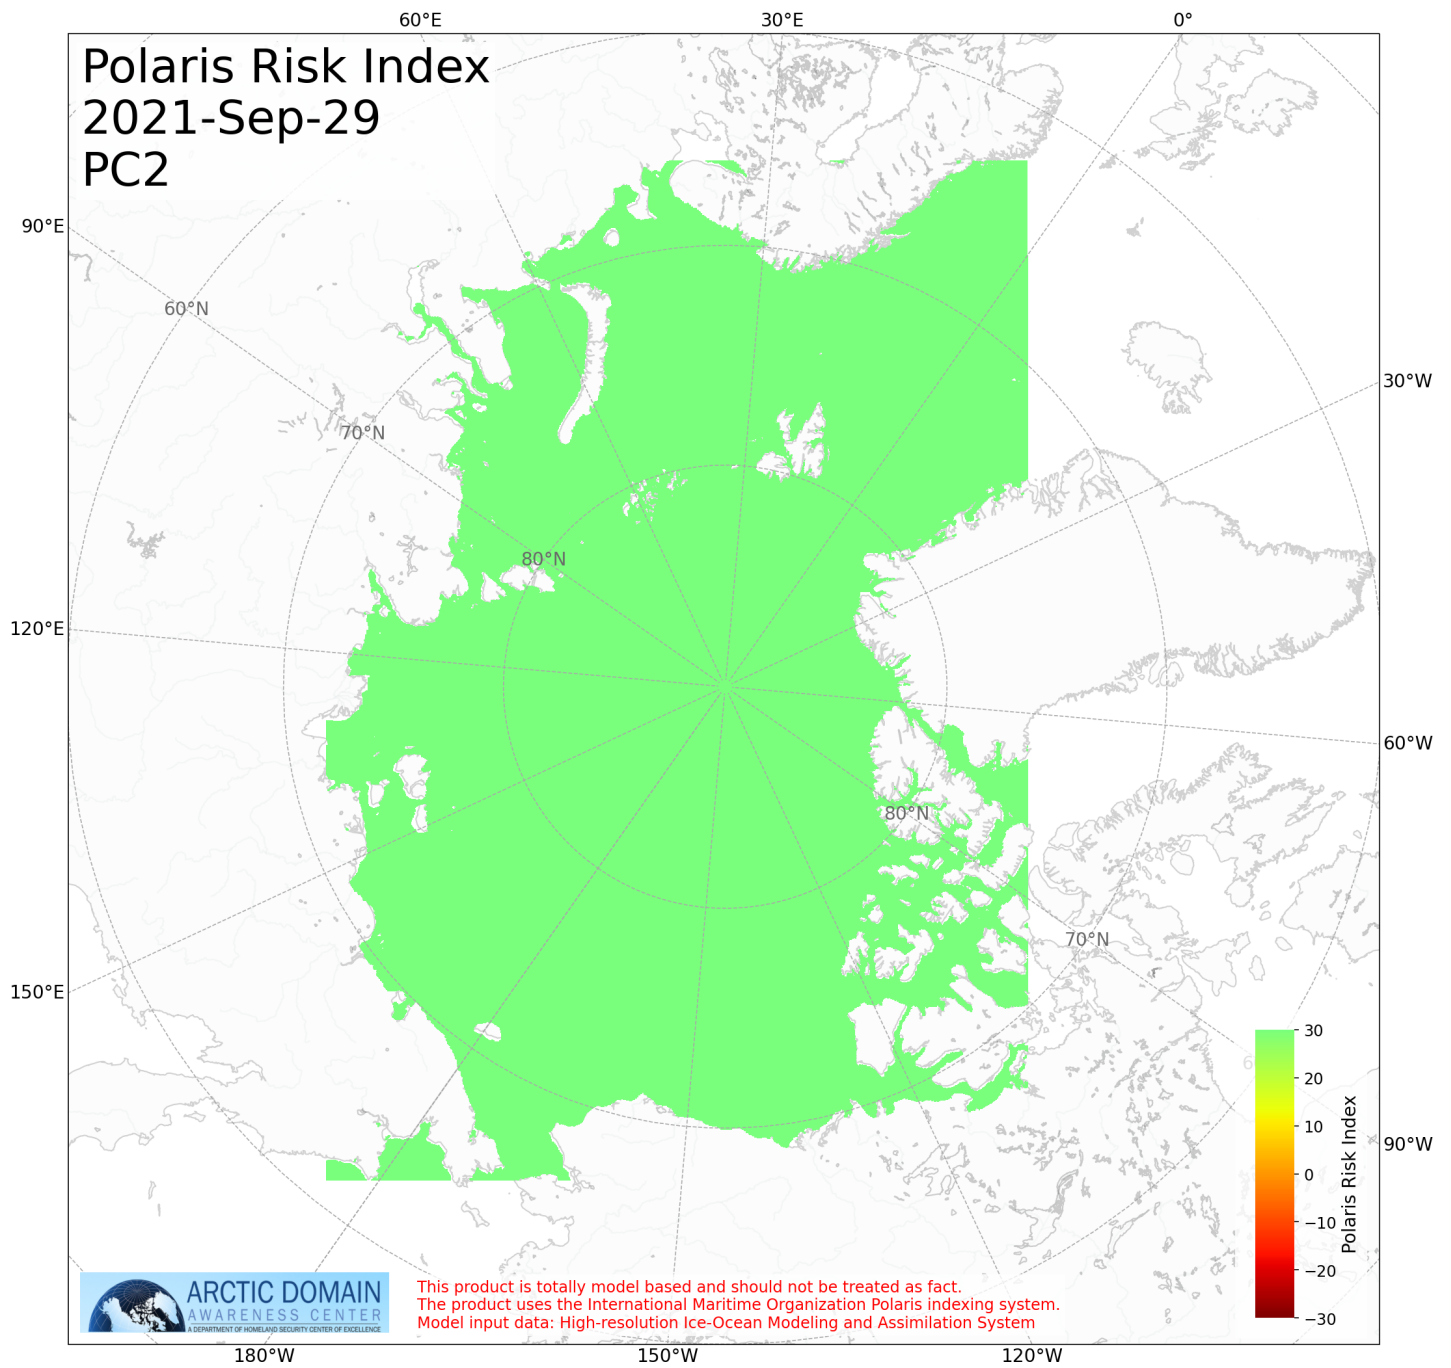 60°E 30°E 0°
Polaris Risk Index
2021-Sep-29
PC2
90°E
60°N
30°W
70°N
80°N
120°E
60°W
80°N
70°N
150°E
30
20
10
0
−10
−20
−30
Polaris Risk Index
90°W
ARCTIC DOMAIN
AWARENESS CENTER
A DEPARTMENT OF HOMELAND SECURITY CENTER OF EXCELLENCE
This product is totally model based and should not be treated as fact.
The product uses the International Maritime Organization Polaris indexing system.
Model input data: High-resolution Ice-Ocean Modeling and Assimilation System
180°W 150°W 120°W